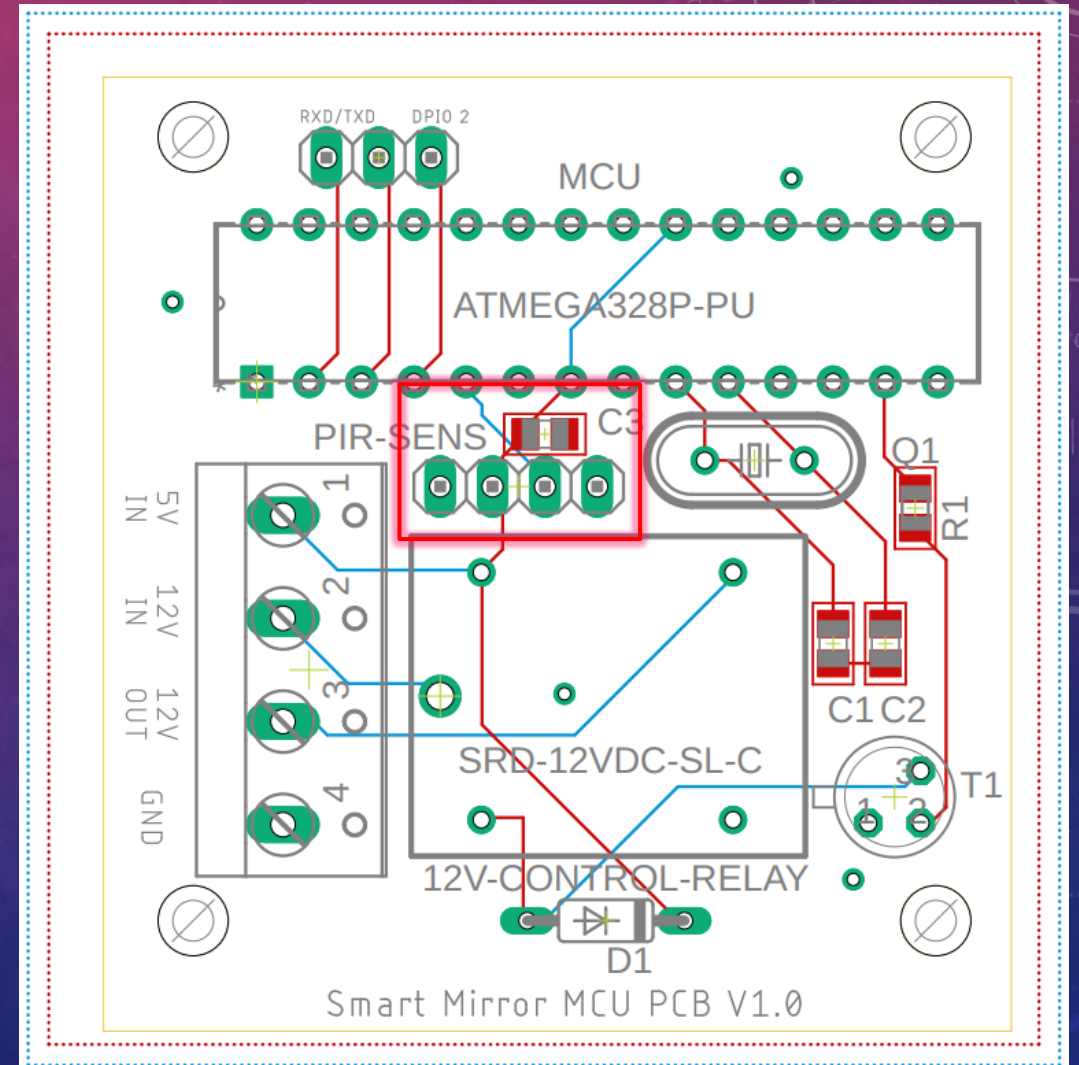 RXD/TXD DPIO 2
MCU
ATMEGA328P-PU
*
PIR-SENS
C3
Q1
R1
5V IN
1
12V IN
2
12V OUT
3
GND
4
C1 C2
SRD-12VDC-SL-C
3
T1
1 2
12V-CONTROL-RELAY
D1
Smart Mirror MCU PCB V1.0